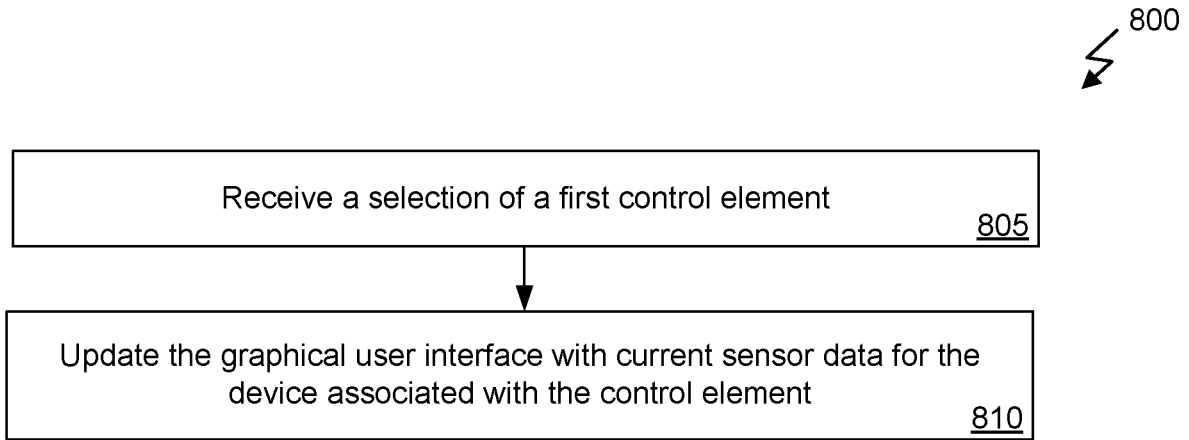 800
Receive a selection of a first control element
805
Update the graphical user interface with current sensor data for the
device associated with the control element
810